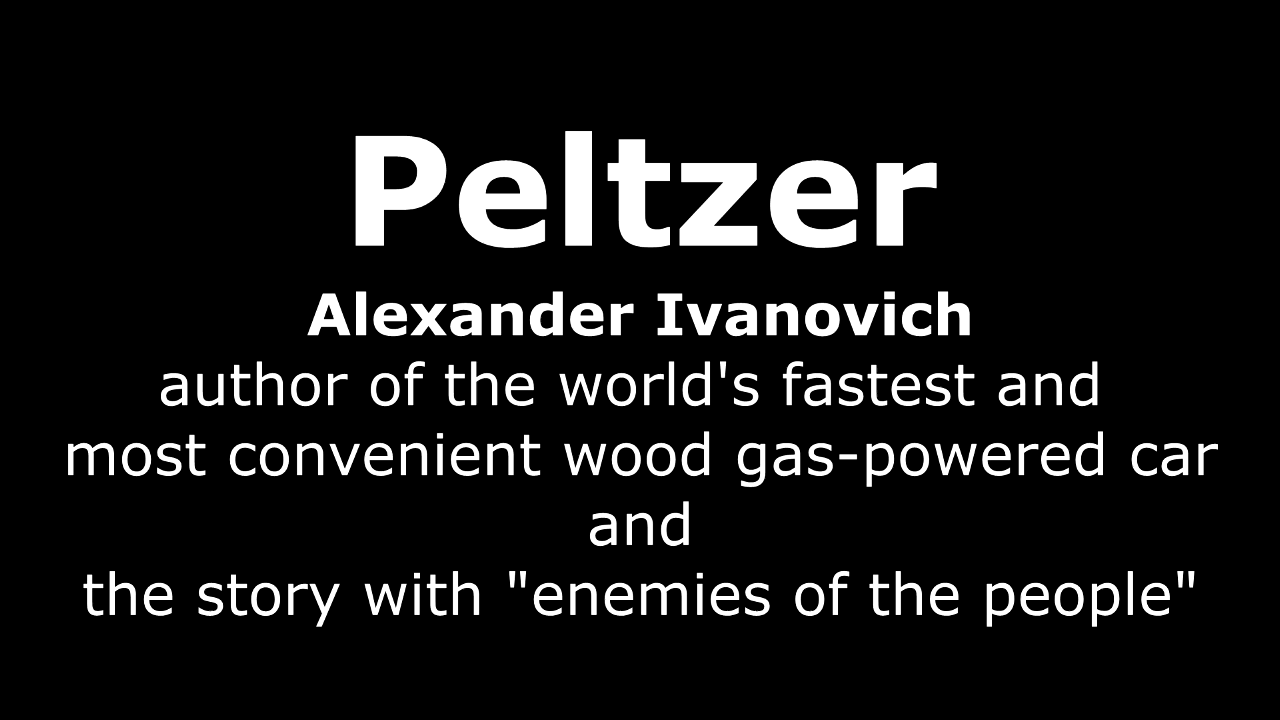 Peltzer
Alexander Ivanovich
author of the world's fastest and
most convenient wood gas-powered car
and
the story with "enemies of the people"